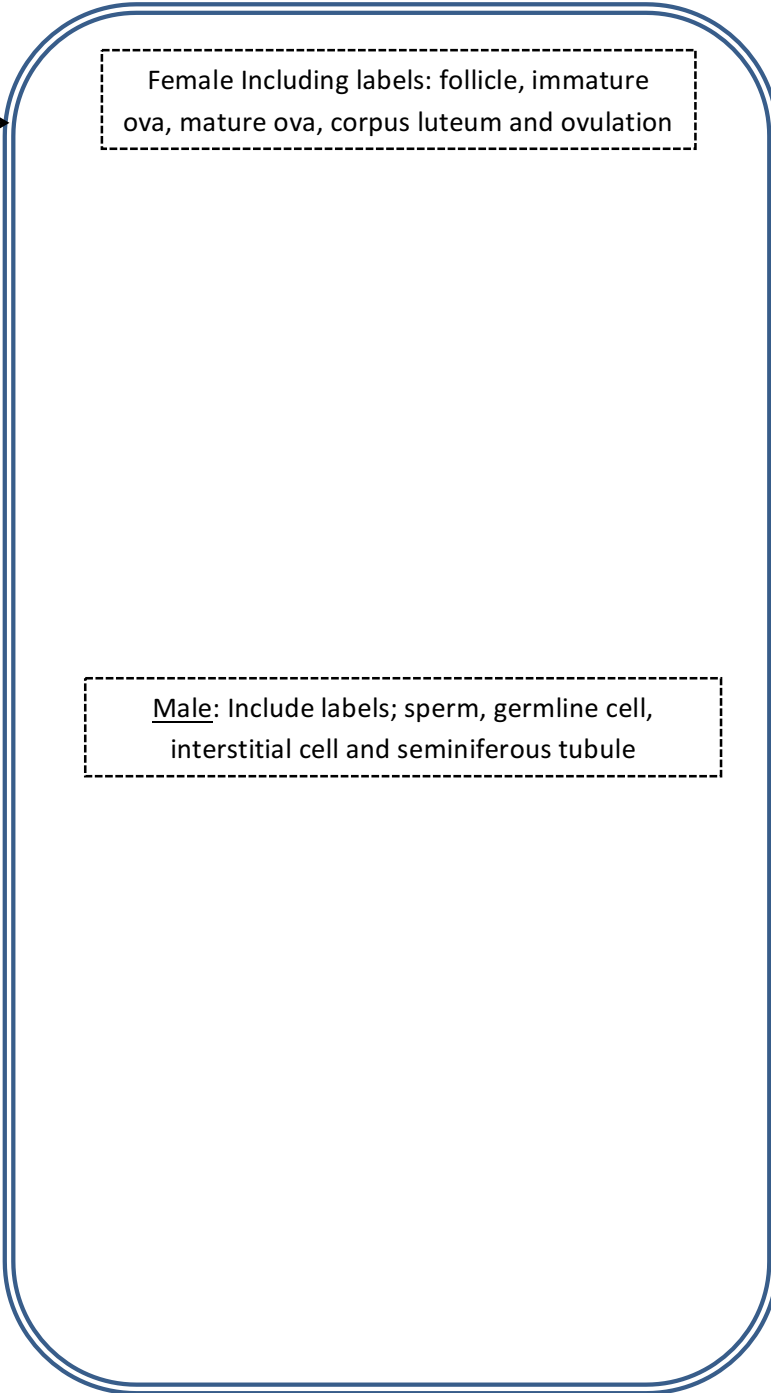 Female Including labels: follicle, immature
ova, mature ova, corpus luteum and ovulation
Male: Include labels; sperm, germline cell,
interstitial cell and seminiferous tubule